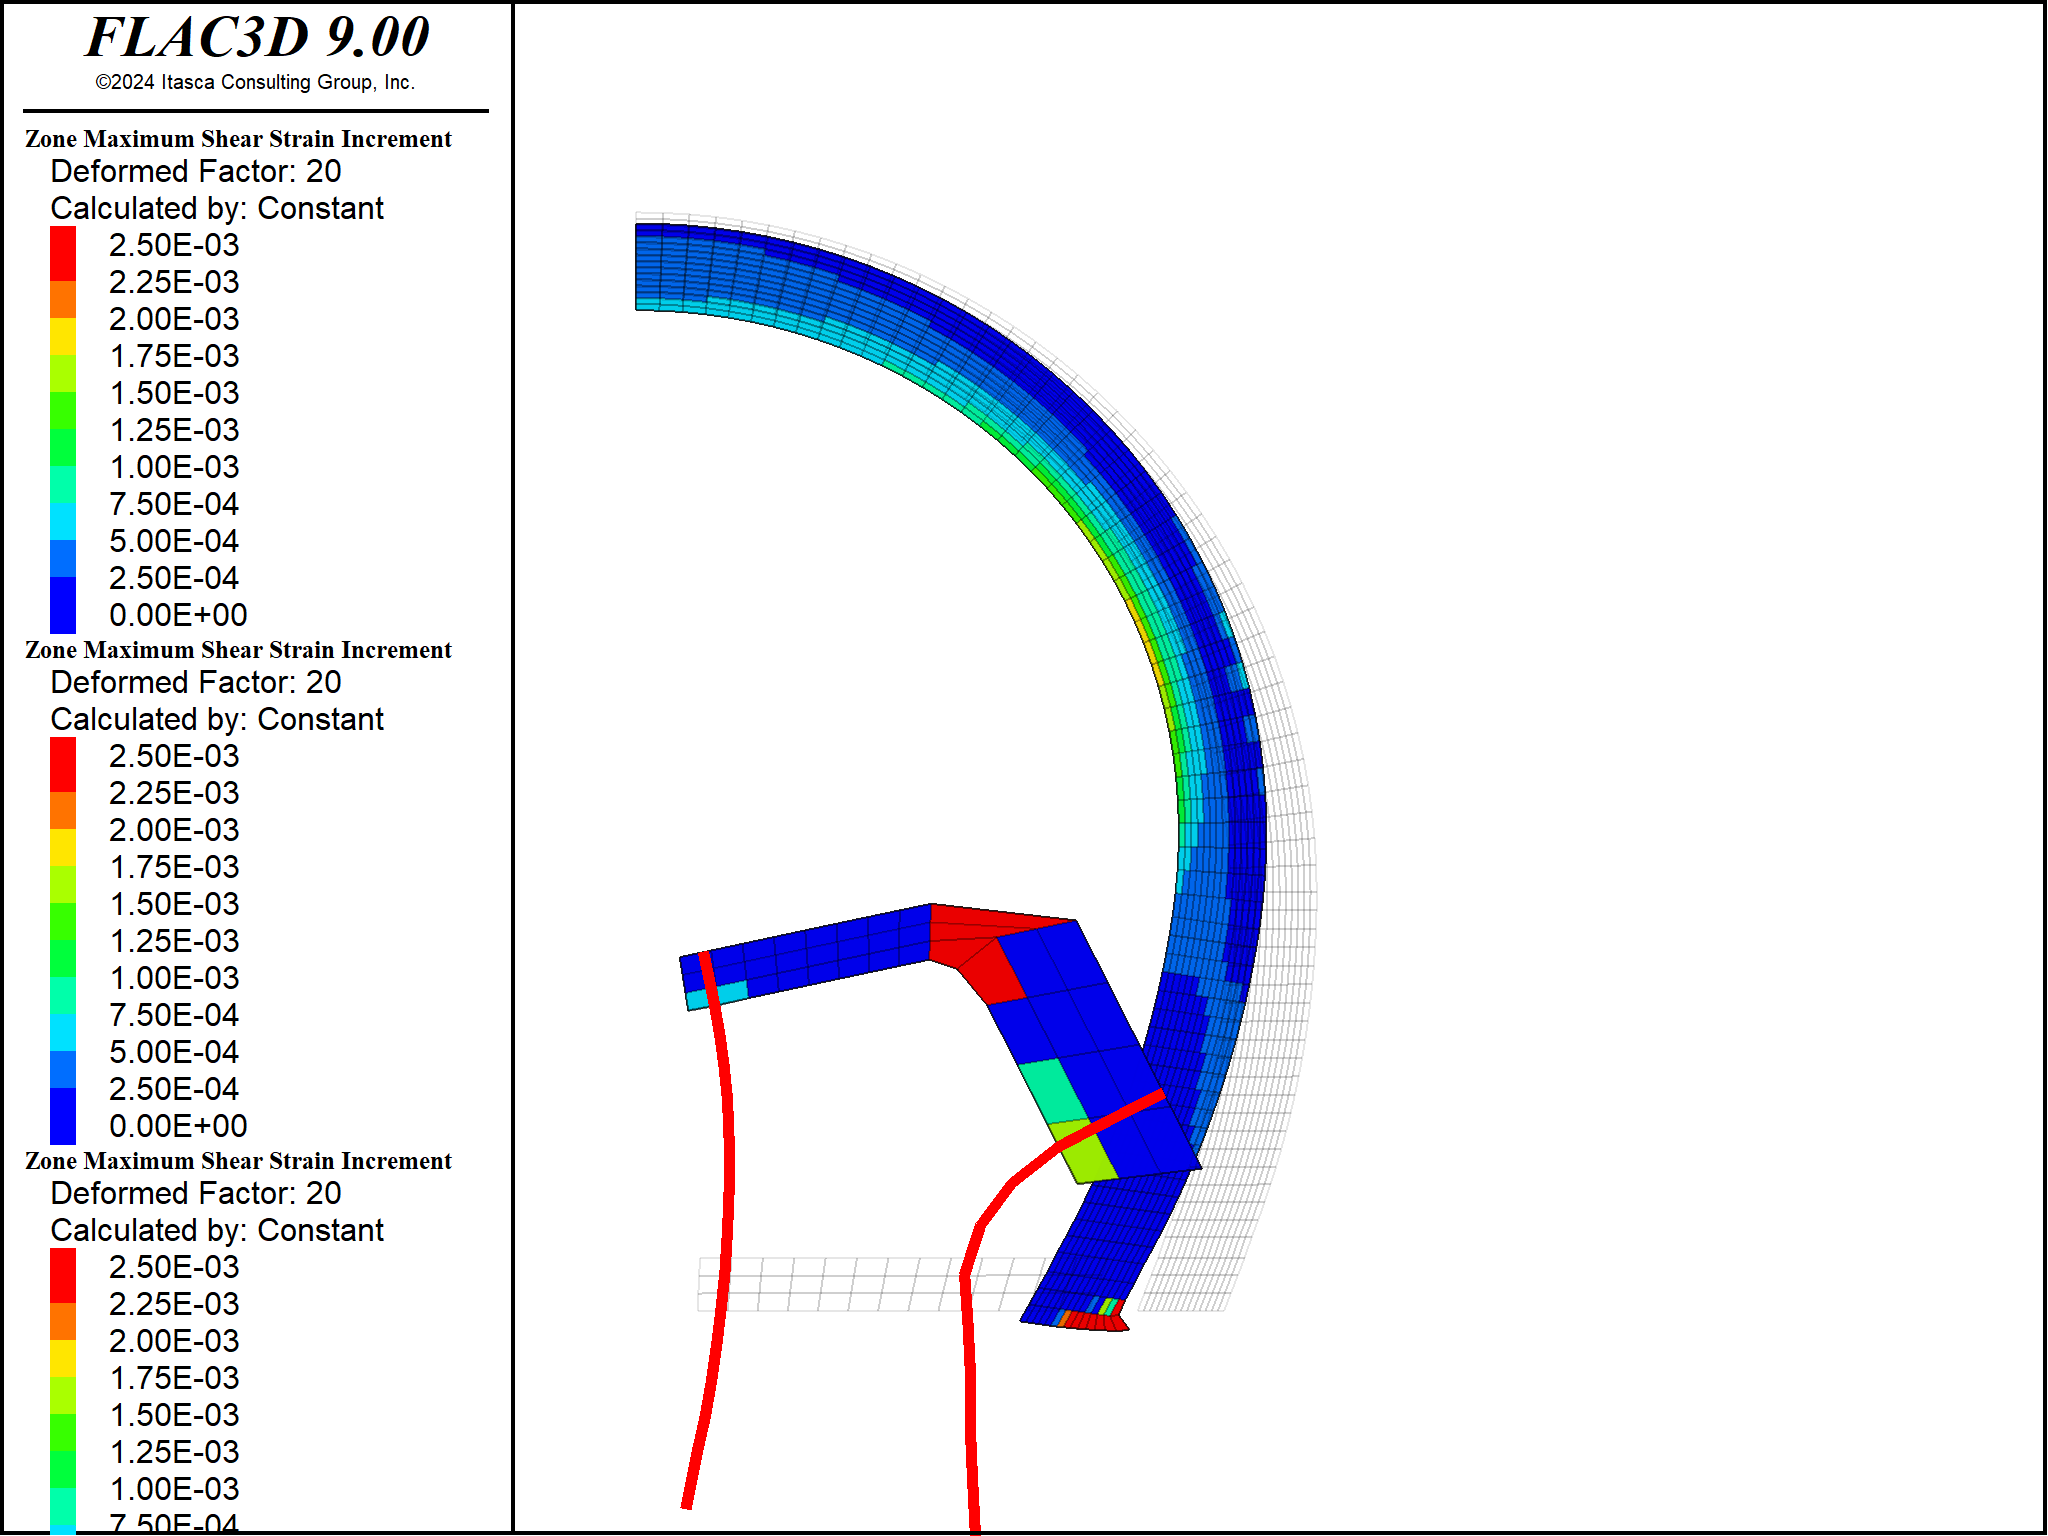 FLAC3D 9.00
©2024 Itasca Consulting Group, Inc.
Zone Maximum Shear Strain Increment
Deformed Factor: 20
Calculated by: Constant
2.50E-03
2.25E-03
2.00E-03
1.75E-03
1.50E-03
1.25E-03
1.00E-03
7.50E-04
5.00E-04
2.50E-04
0.00E+00
Zone Maximum Shear Strain Increment
Deformed Factor: 20
Calculated by: Constant
2.50E-03
2.25E-03
2.00E-03
1.75E-03
1.50E-03
1.25E-03
1.00E-03
7.50E-04
5.00E-04
2.50E-04
0.00E+00
Zone Maximum Shear Strain Increment
Deformed Factor: 20
Calculated by: Constant
2.50E-03
2.25E-03
2.00E-03
1.75E-03
1.50E-03
1.25E-03
1.00E-03
7.50E-04